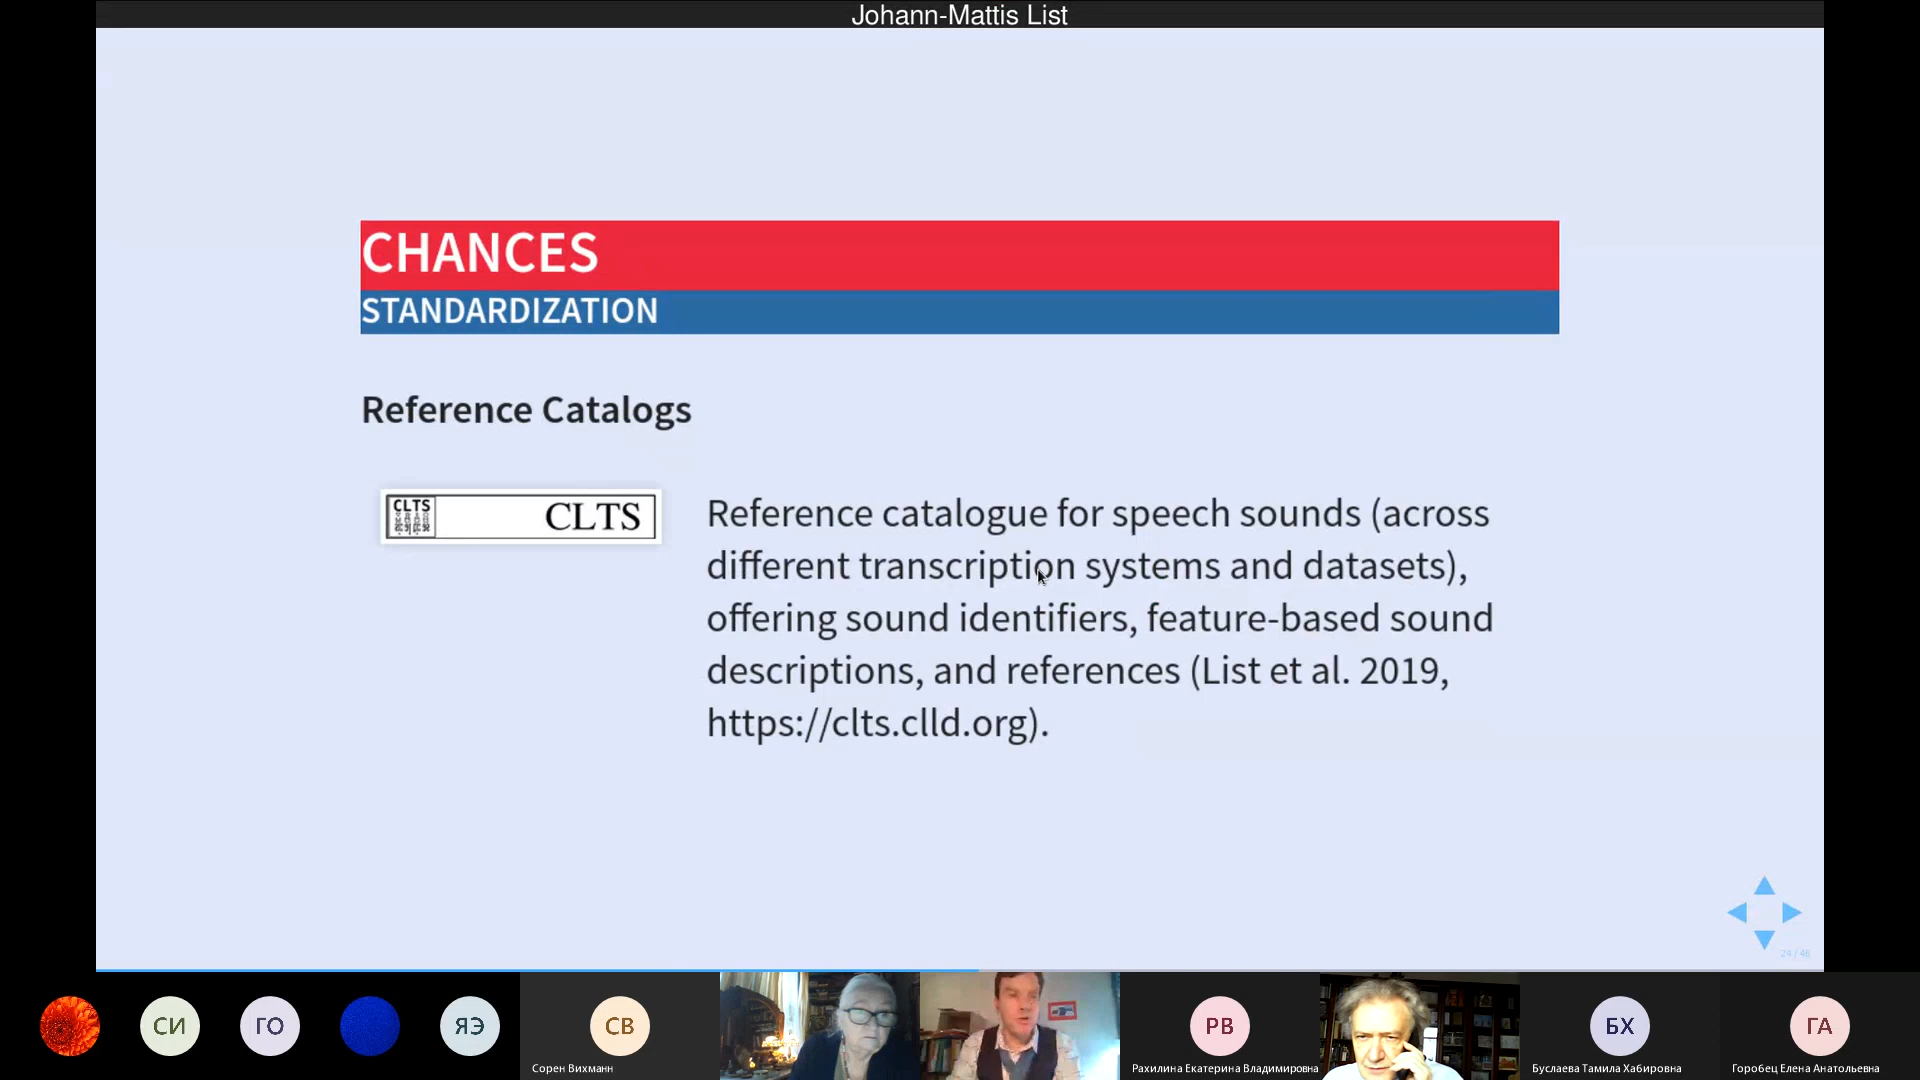 Johann-Mattis List
CHANCES
STANDARDIZATION
Reference Catalogs
CLTS
CLTS
Reference catalogue for speech sounds (across
different transcription systems and datasets),
offering sound identifiers, feature-based sound
descriptions, and references (List et al. 2019,
https://clts.clld.org).
24 / 46
СИ
ГО
ЯЭ
СВ
Сорен Вихманн
РВ
Рахилина Екатерина Владимировна
БХ
Буслаева Тамила Хабировна
ГА
Горобец Елена Анатольевна